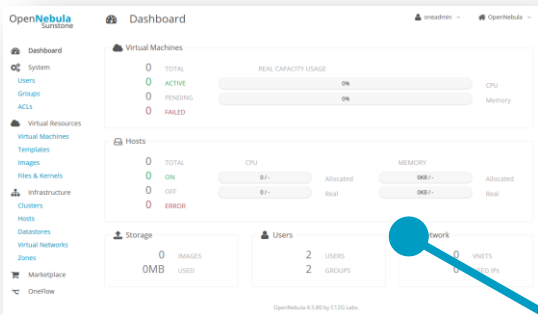 OpenNebula
Sunstone
Dashboard
oneadmin
OpenNebula
Dashboard
System
Users
Groups
ACLs
Virtual Resources
Virtual Machines
Templates
Images
Files & Kernels
Infrastructure
Clusters
Hosts
Datastores
Virtual Networks
Zones
Marketplace
OneFlow
Virtual Machines
0 TOTAL REAL CAPACITY USAGE
0 ACTIVE 0% CPU
0 PENDING 0% Memory
0 FAILED
Hosts
0 TOTAL CPU MEMORY
0 ON 0 / - Allocated 0KB / - Allocated
0 OFF 0 / - Real 0KB / - Real
0 ERROR
Storage
0 IMAGES
0MB USED
Users
2 USERS
2 GROUPS
0 VNETS
IPs
OpenNebula 4.5.80 by C12G Labs.